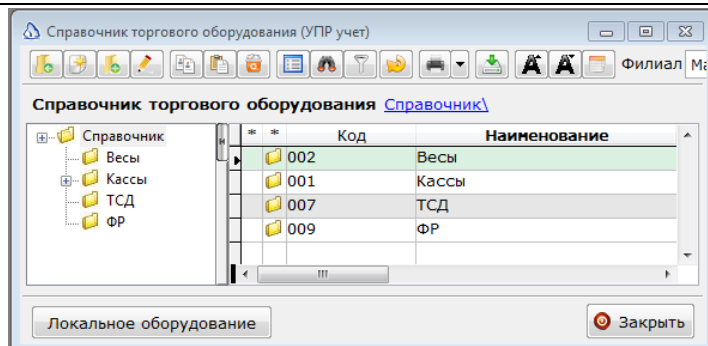 Справочник торгового оборудования (УПР учет)
Филиал Ма
Справочник торгового оборудования Справочник\
Справочник
Весы
Кассы
ТСД
ФР
* * Код Наименование
002 Весы
001 Кассы
007 ТСД
009 ФР
Локальное оборудование
Закрыть